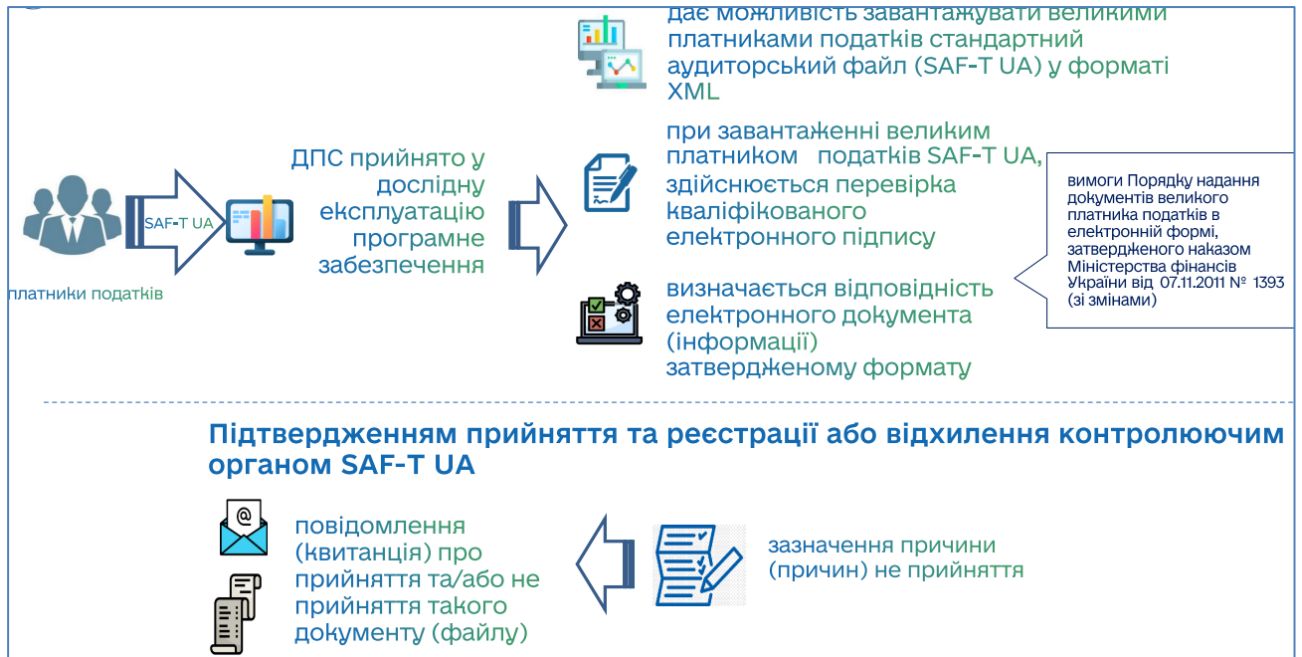 дає можливість завантажувати великими
платниками податків стандартний
аудиторський файл (SAF-T UA) у форматі
XML
при завантаженні великим
платником податків SAF-T UA,
здійснюється перевірка
кваліфікованого
електронного підпису
ДПС прийнято у
дослідну
експлуатацію
програмне
забезпечення
SAF-T UA
платники податків
вимоги Порядку надання
документів великого
платника податків в
електронній формі,
затвердженого наказом
Міністерства фінансів
України від 07.11.2011 № 1393
(зі змінами)
визначається відповідність
електронного документа
(інформації)
затвердженому формату
Підтвердженням прийняття та реєстрації або відхилення контролюючим
органом SAF-T UA
@
повідомлення
(квитанція) про
прийняття та/або не
прийняття такого
документу (файлу)
зазначення причини
(причин) не прийняття